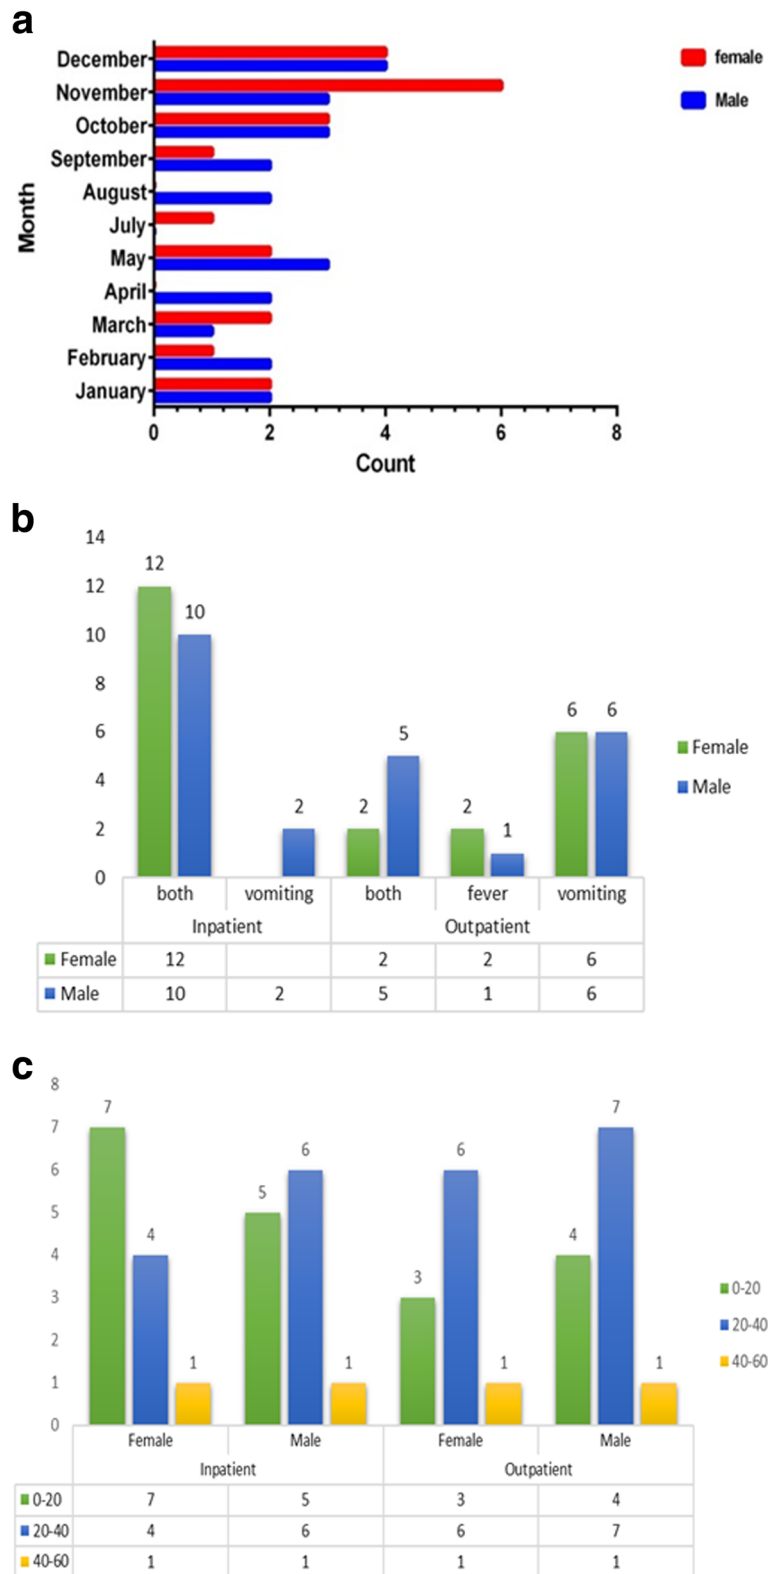 a
December
November
October
September
August
July
May
April
March
February
January
Month
0 2 4 6 8
Count
female
Male
b
14
12
10
8
6
4
2
0
12 10 2 2 5 2 1 6 6
both vomiting both fever vomiting
Inpatient Outpatient
Female 12 2 2 6
Male 10 2 5 1 6
Female
Male
c
8
7
6
5
4
3
2
1
0
7 4 1 5 6 1 3 6 1 4 7 1
Female Male Female Male
Inpatient Outpatient
0-20 7 5 3 4
20-40 4 6 6 7
40-60 1 1 1 1
0-20
20-40
40-60